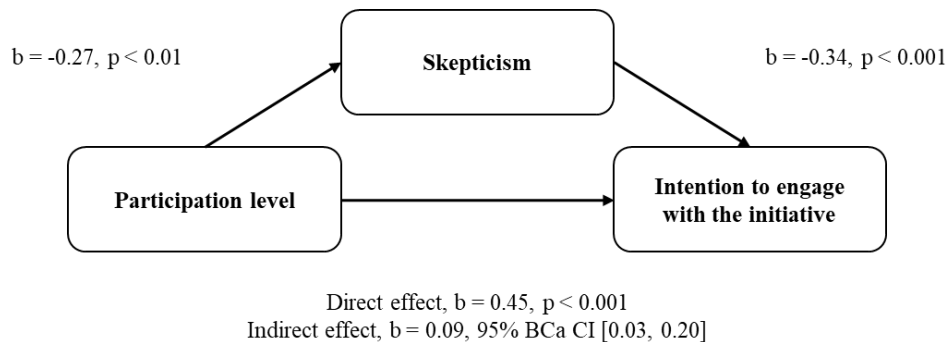 b = -0.27, p < 0.01
Skepticism
b = -0.34, p < 0.001
Participation level
Intention to engage
with the initiative
Direct effect, b = 0.45, p < 0.001
Indirect effect, b = 0.09, 95% BCa CI [0.03, 0.20]